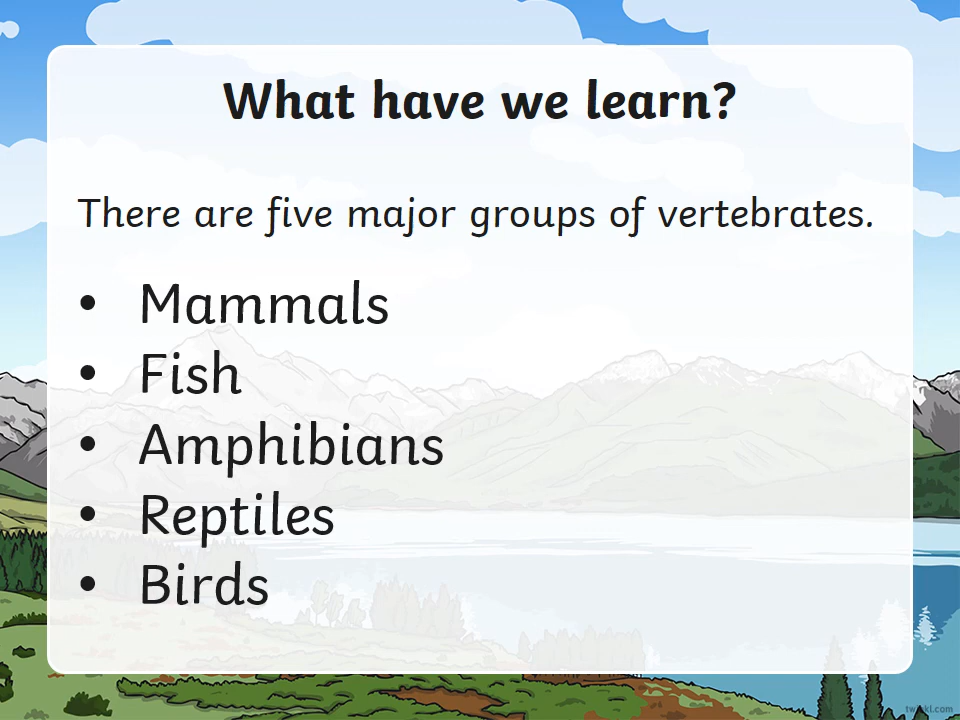 What have we learn?
There are five major groups of vertebrates.
• Mammals
• Fish
• Amphibians
• Reptiles
• Birds
twinkl.com